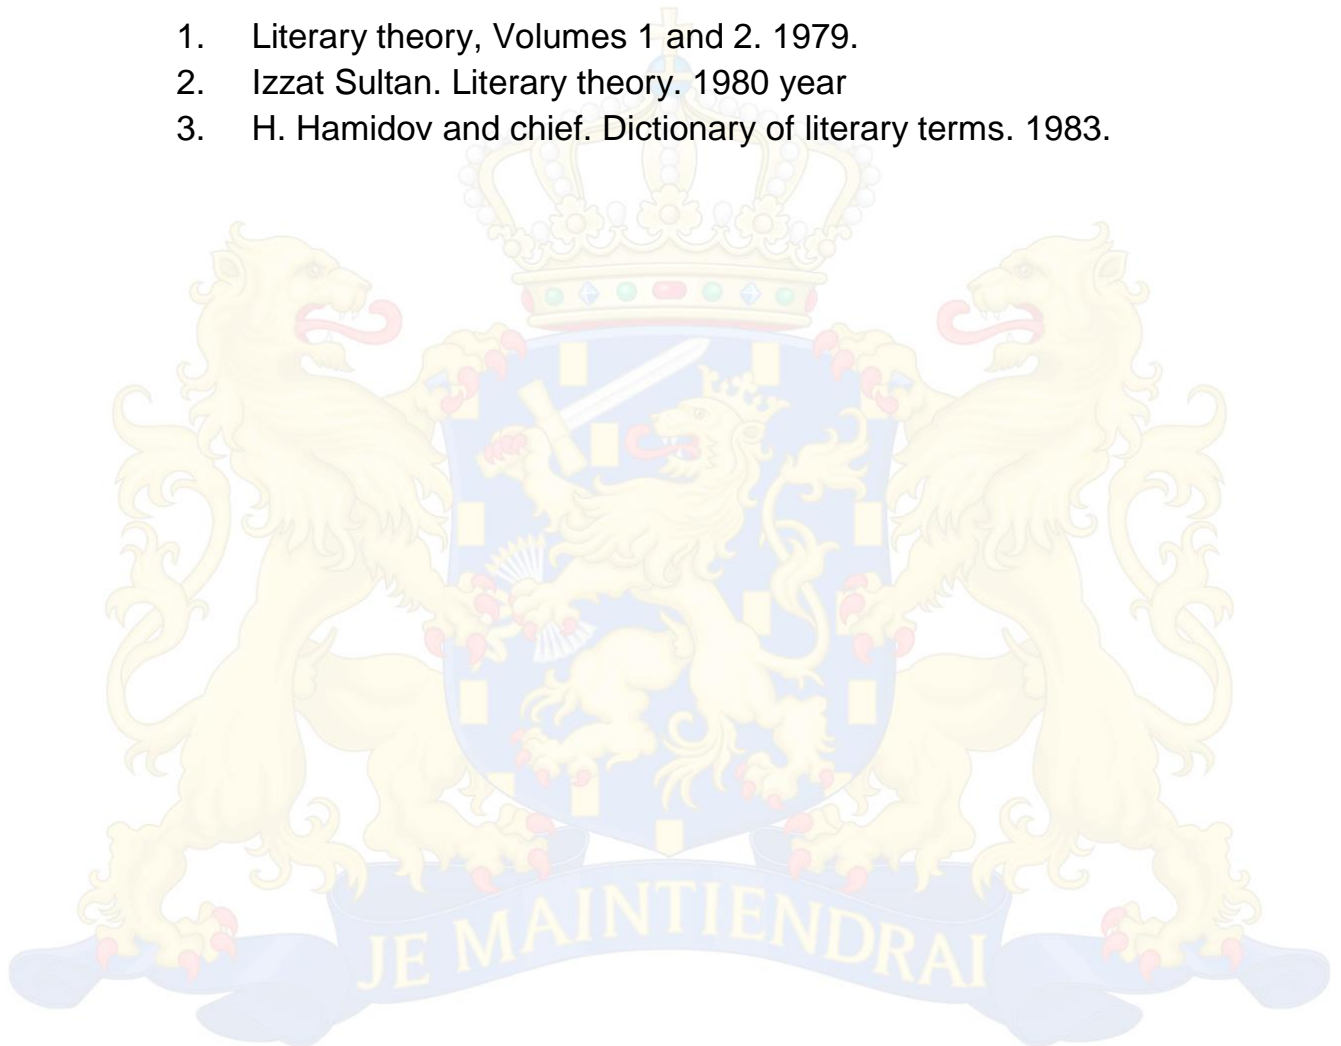 1. Literary theory, Volumes 1 and 2. 1979.
2. Izzat Sultan. Literary theory. 1980 year
3. H. Hamidov and chief. Dictionary of literary terms. 1983.
JE MAINTIENDRAI